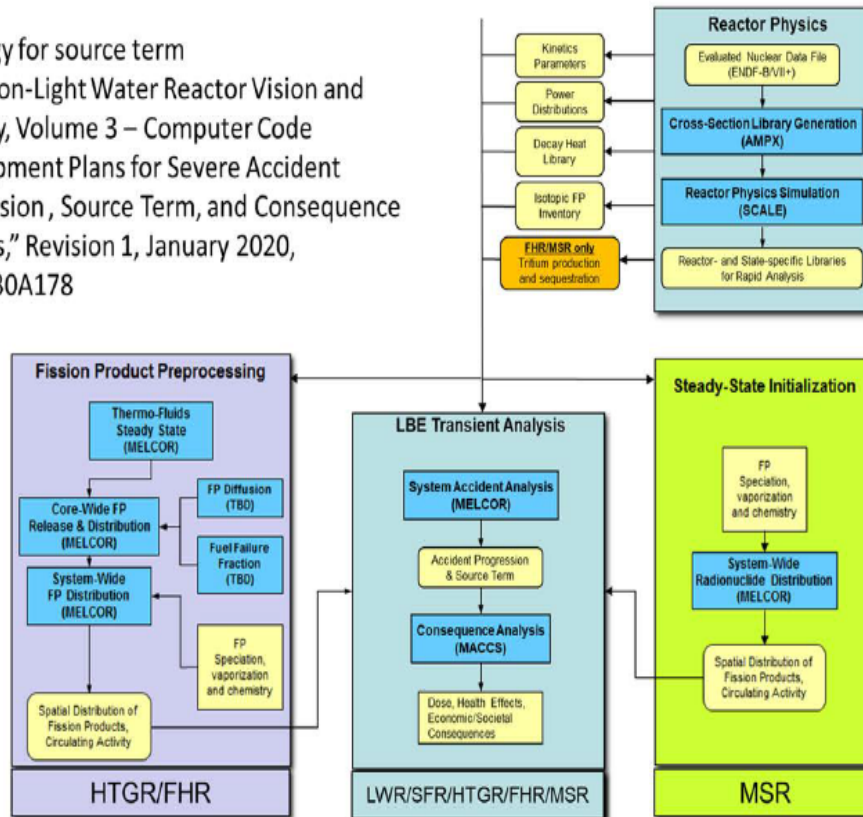 gy for source term
on-Light Water Reactor Vision and
y, Volume 3 – Computer Code
pment Plans for Severe Accident
sion , Source Term, and Consequence
s,” Revision 1, January 2020,
30A178
Reactor Physics
Evaluated Nuclear Data File
(ENDF-B/VII+)
Cross-Section Library Generation
(AMPX)
Reactor Physics Simulation
(SCALE)
Reactor- and State-specific Libraries
for Rapid Analysis
Kinetics
Parameters
Power
Distributions
Decay Heat
Library
Isotopic FP
Inventory
FHR/MSR only
Tritium production
and sequestration
Fission Product Preprocessing
Thermo-Fluids
Steady State
(MELCOR)
Core-Wide FP
Release & Distribution
(MELCOR)
FP Diffusion
(TBD)
Fuel Failure
Fraction
(TBD)
System-Wide
FP Distribution
(MELCOR)
FP
Speciation,
vaporization
and chemistry
Spatial Distribution of
Fission Products,
Circulating Activity
HTGR/FHR
LBE Transient Analysis
System Accident Analysis
(MELCOR)
Accident Progression
& Source Term
Consequence Analysis
(MACCS)
Dose, Health Effects,
Economic/Societal
Consequences
LWR/SFR/HTGR/FHR/MSR
Steady-State Initialization
FP
Speciation,
vaporization
and chemistry
System-Wide
Radionuclide Distribution
(MELCOR)
Spatial Distribution of
Fission Products,
Circulating Activity
MSR